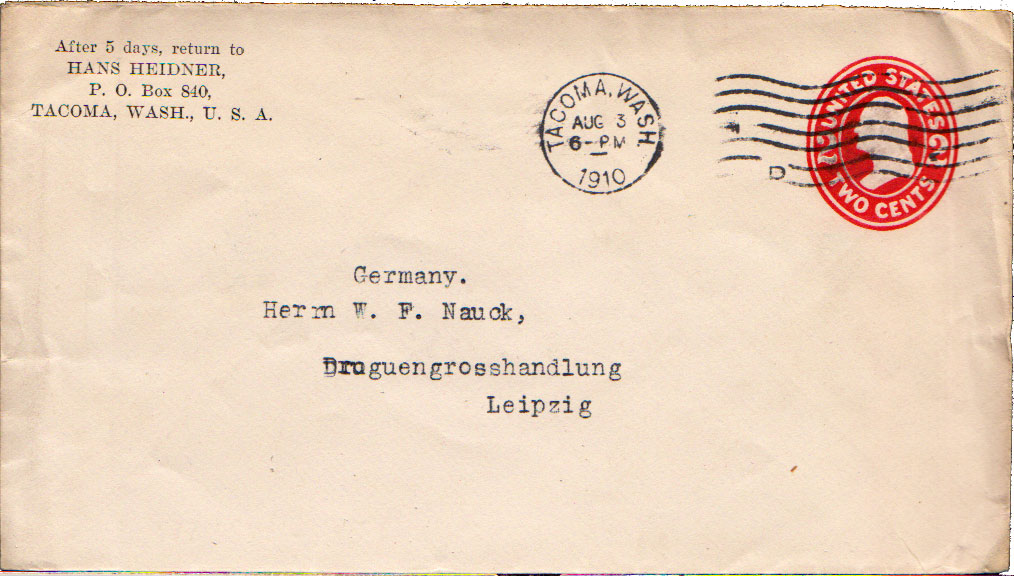 After 5 days, return to
HANS HEIDNER,
P. O. Box 840,
TACOMA, WASH., U. S. A.
TACOMA, WASH.
AUG 3
6-PM
1910
D
UNITED STATES
TWO CENTS
Germany.
Herrn W. F. Nauck,
Droguengrosshandlung
Leipzig